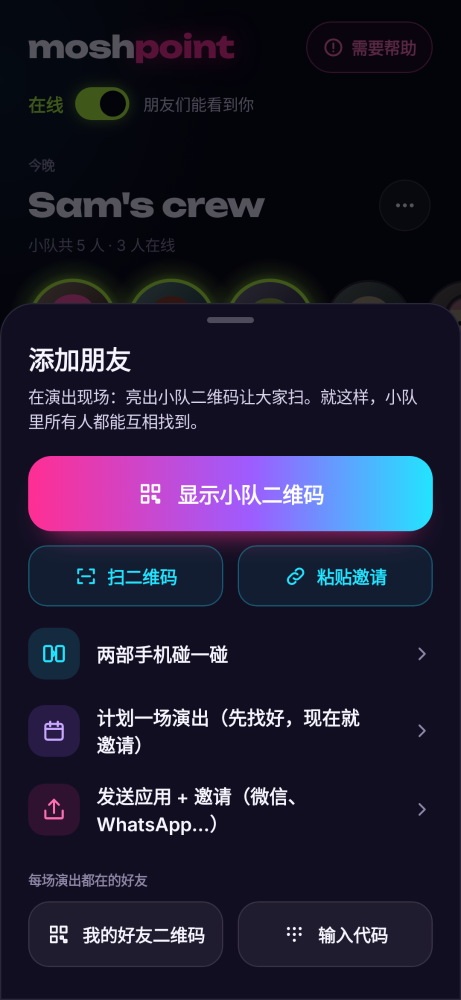 moshpoint
需要帮助
在线
朋友们能看到你
今晚
Sam's crew
小队共 5 人 · 3 人在线
添加朋友
在演出现场：亮出小队二维码让大家扫。就这样，小队
里所有人都能互相找到。
显示小队二维码
扫二维码
粘贴邀请
两部手机碰一碰
计划一场演出（先找好，现在就
邀请）
发送应用 + 邀请（微信、
WhatsApp...）
每场演出都在的好友
我的好友二维码
输入代码